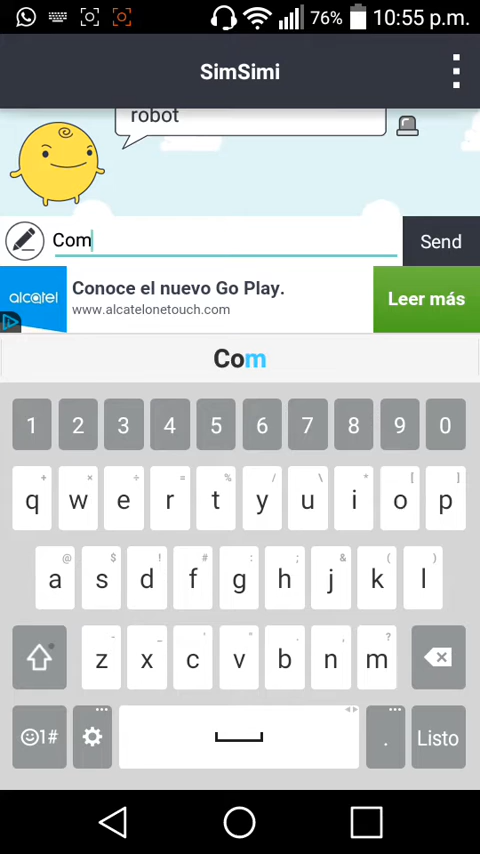 76% 10:55 p.m.
SimSimi
robot
Com
Send
alcatel
Conoce el nuevo Go Play.
www.alcatelonetouch.com
Leer más
Com
1 2 3 4 5 6 7 8 9 0
+ × ÷ = % / \ * [ ]
q w e r t y u i o p
@ $ ! # : ; & ( )
a s d f g h j k l
- _ ' " . , ?
z x c v b n m
1# . Listo